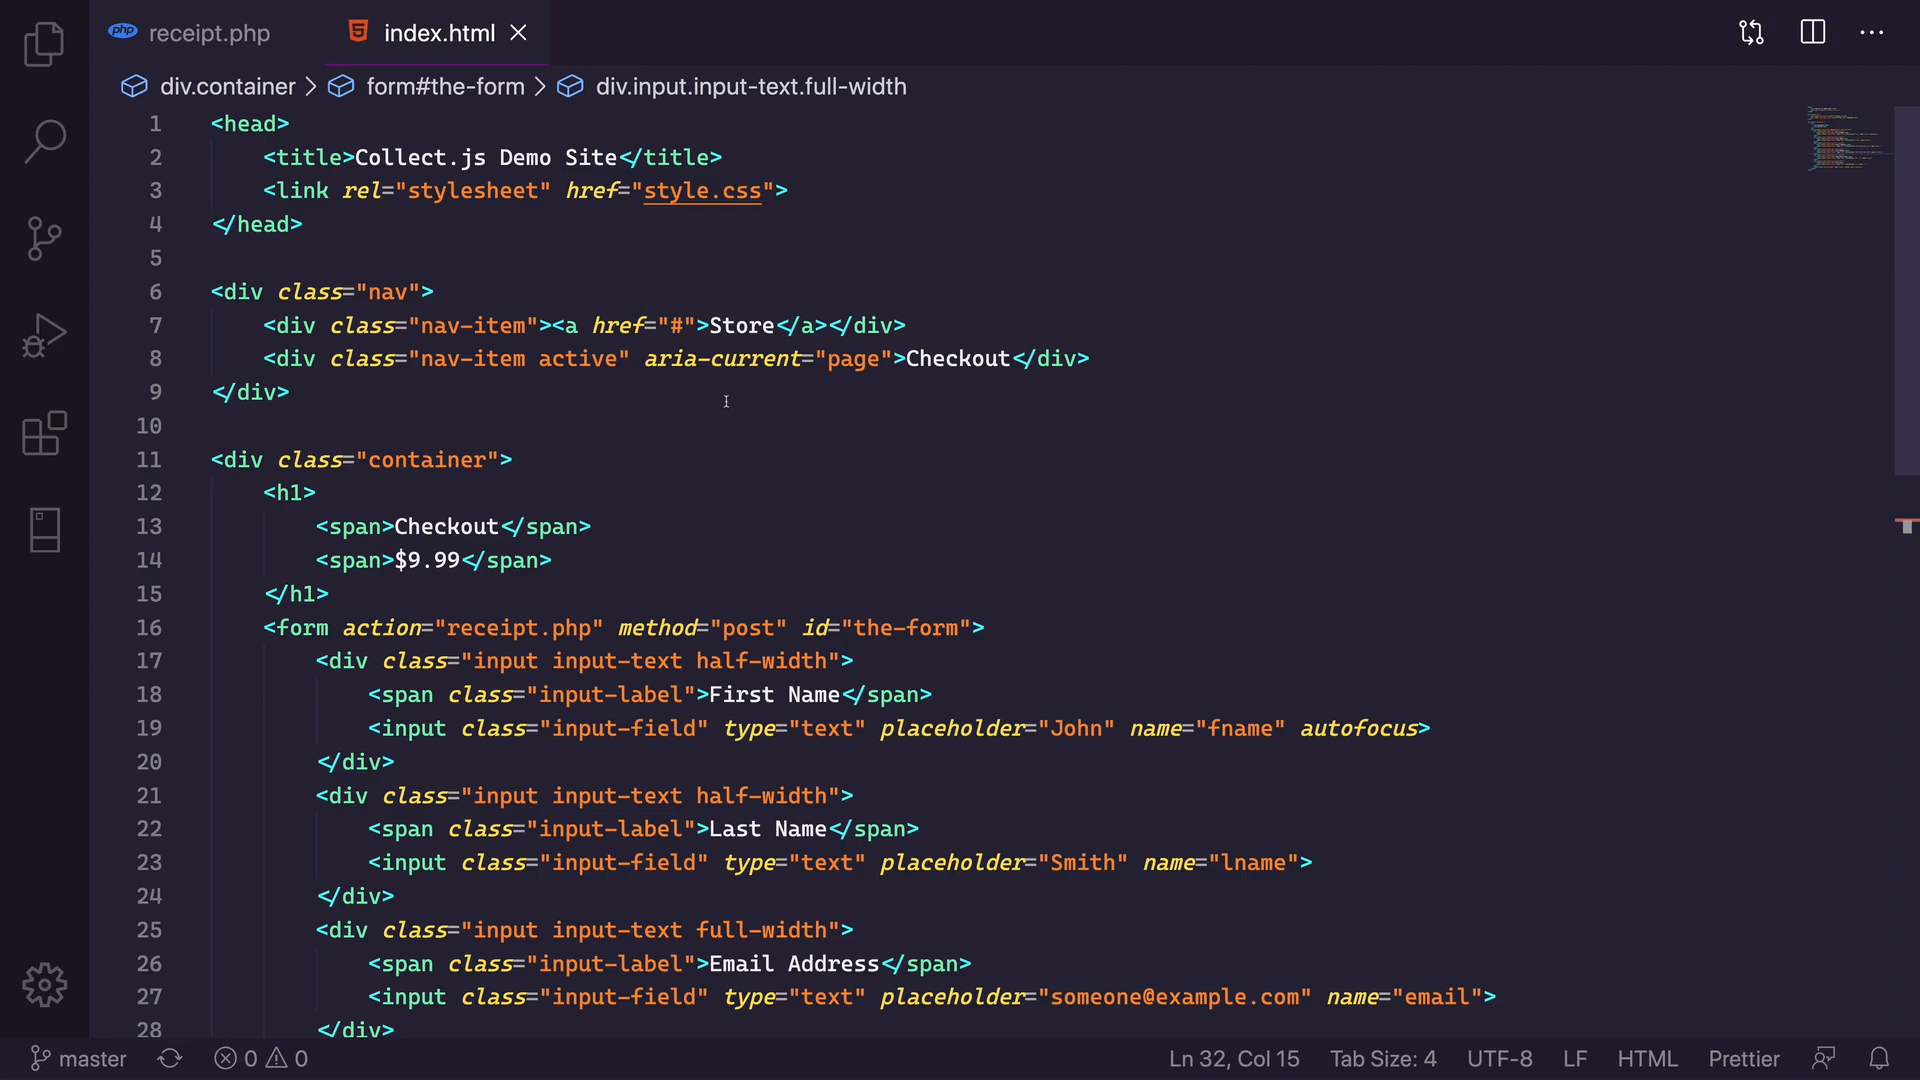 php receipt.php index.html
div.container > form#the-form > div.input.input-text.full-width
1 <head>
2 <title>Collect.js Demo Site</title>
3 <link rel="stylesheet" href="style.css">
4 </head>
5
6 <div class="nav">
7 <div class="nav-item"><a href="#">Store</a></div>
8 <div class="nav-item active" aria-current="page">Checkout</div>
9 </div>
10
11 <div class="container">
12 <h1>
13 <span>Checkout</span>
14 <span>$9.99</span>
15 </h1>
16 <form action="receipt.php" method="post" id="the-form">
17 <div class="input input-text half-width">
18 <span class="input-label">First Name</span>
19 <input class="input-field" type="text" placeholder="John" name="fname" autofocus>
20 </div>
21 <div class="input input-text half-width">
22 <span class="input-label">Last Name</span>
23 <input class="input-field" type="text" placeholder="Smith" name="lname">
24 </div>
25 <div class="input input-text full-width">
26 <span class="input-label">Email Address</span>
27 <input class="input-field" type="text" placeholder="someone@example.com" name="email">
28 </div>
master 0 0 Ln 32, Col 15 Tab Size: 4 UTF-8 LF HTML Prettier